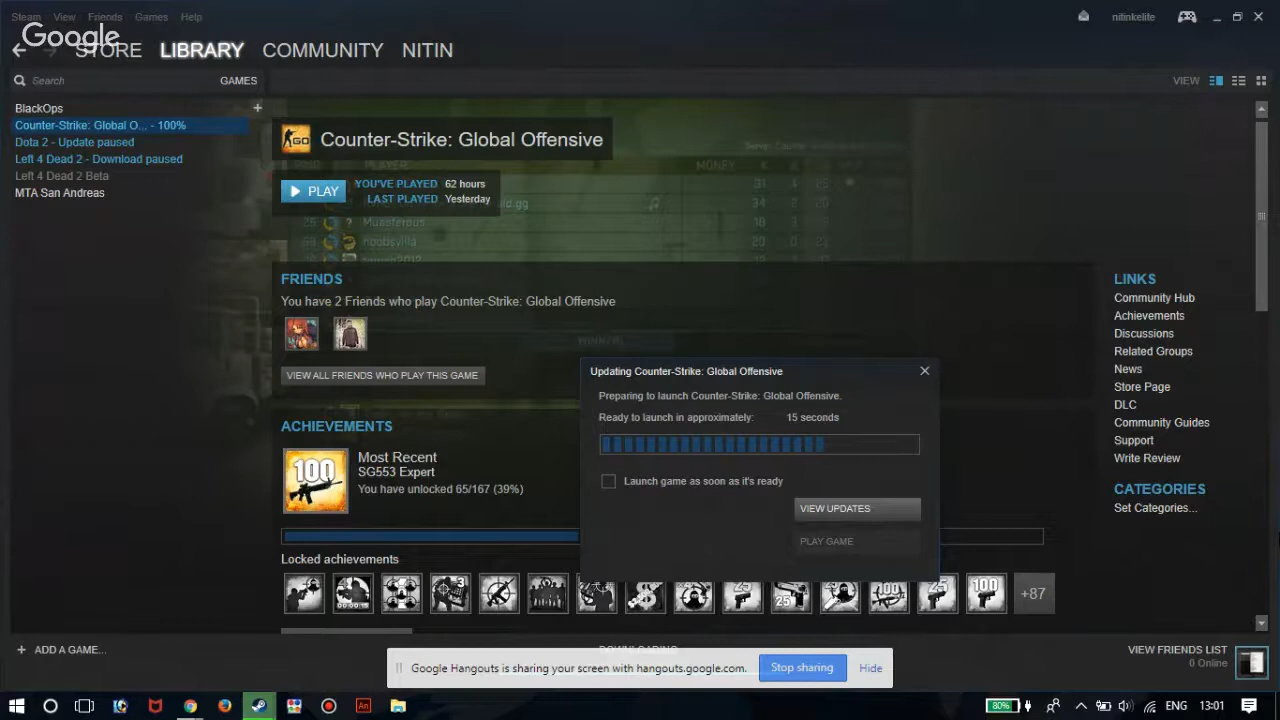 Steam View Friends Games Help
nitinkelite
Google
STORE LIBRARY COMMUNITY NITIN
Search GAMES
VIEW
BlackOps
Counter-Strike: Global O... - 100%
Dota 2 - Update paused
Left 4 Dead 2 - Download paused
Left 4 Dead 2 Beta
MTA San Andreas
GO
Counter-Strike: Global Offensive
PLAYER MONEY
PLAY
YOU'VE PLAYED 62 hours
LAST PLAYED Yesterday
FRIENDS
You have 2 Friends who play Counter-Strike: Global Offensive
VIEW ALL FRIENDS WHO PLAY THIS GAME
ACHIEVEMENTS
100
Most Recent
SG553 Expert
You have unlocked 65/167 (39%)
Locked achievements
+87
Updating Counter-Strike: Global Offensive
Preparing to launch Counter-Strike: Global Offensive.
Ready to launch in approximately: 15 seconds
Launch game as soon as it's ready
VIEW UPDATES
PLAY GAME
LINKS
Community Hub
Achievements
Discussions
Related Groups
News
Store Page
DLC
Community Guides
Support
Write Review
CATEGORIES
Set Categories...
ADD A GAME...
VIEW FRIENDS LIST
0 Online
Google Hangouts is sharing your screen with hangouts.google.com. Stop sharing Hide
An
80%
ENG 13:01